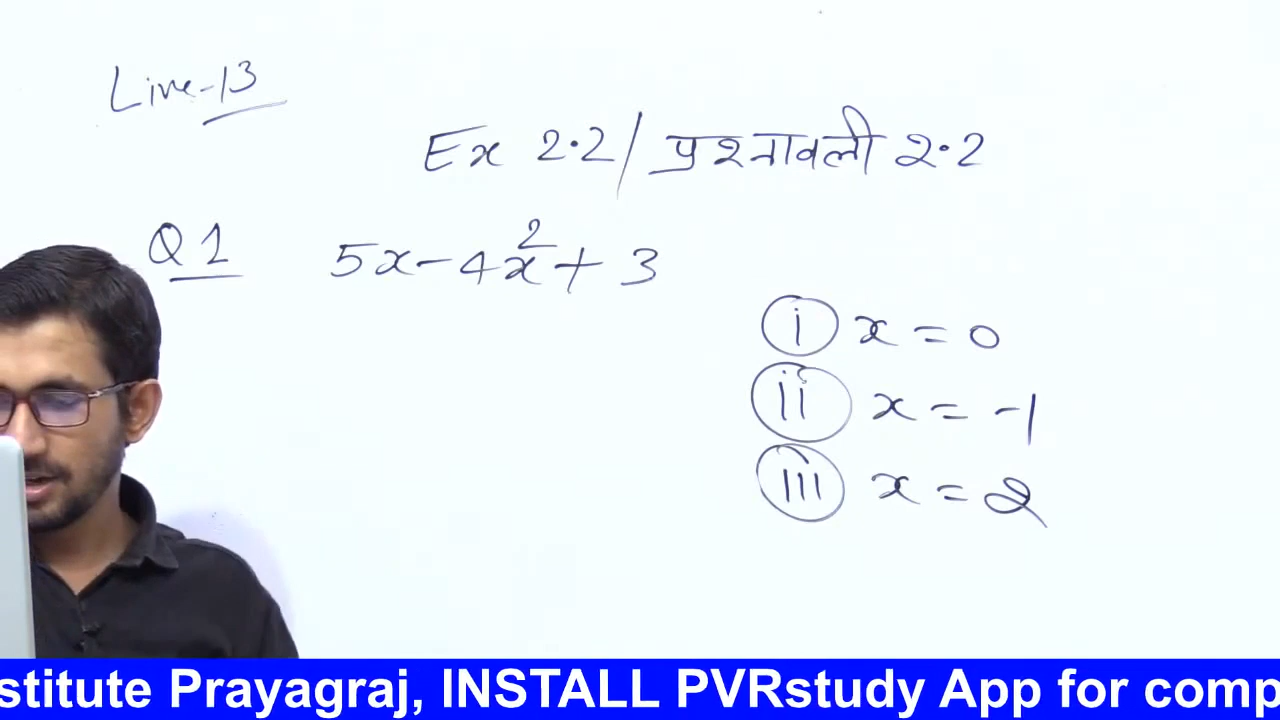 Live-13
Ex 2.2/प्रश्नावली 2.2
Q1 5x-4x²+3
i x=0
ii x=-1
iii x=2
stitute Prayagraj, INSTALL PVRstudy App for comp